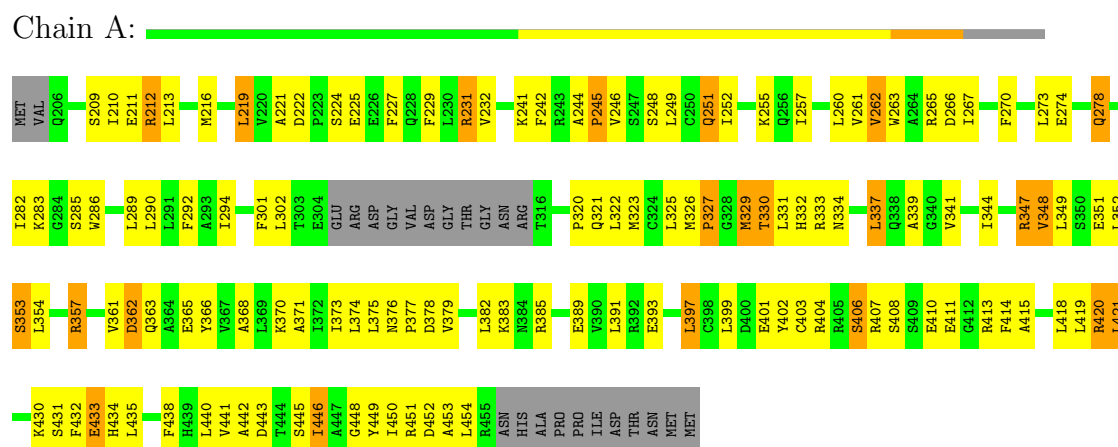 Chain A:
MET VAL Q206 S209 I210 E211 R212 L213 M216 L219 V220 A221 D222 P223 S224 E225 E226 F227 Q228 F229 L230 R231 V232 K241 F242 R243 A244 P245 V246 S247 S248 L249 C250 Q251 I252 K255 Q256 I257 L260 V261 V262 W263 A264 R265 D266 I267 F270 L273 E274 Q278
I282 K283 G284 S285 W286 L289 L290 L291 F292 A293 I294 F301 L302 T303 E304 GLU ARG ASP GLY VAL ASP GLY THR GLY ASN ARG T316 P320 Q321 L322 M323 C324 L325 M326 P327 G328 M329 T330 L331 H332 R333 N334 L337 Q338 A339 G340 V341 I344 R347 V348 L349 S350 E351 L352
S353 L354 R357 V361 D362 Q363 A364 E365 Y366 V367 A368 L369 K370 A371 I372 I373 L374 L375 N376 P377 D378 V379 L382 K383 N384 R385 E389 V390 L391 R392 E393 L397 C398 L399 D400 E401 Y402 C403 R404 R405 S406 R407 S408 S409 E410 E411 G412 R413 F414 A415 L418 L419 R420 L421
K430 S431 F432 E433 H434 L435 F438 H439 L440 V441 A442 D443 T444 S445 I446 A447 G448 Y449 I450 R451 D452 A453 L454 R455 ASN HIS ALA PRO PRO ILE ASP THR ASN MET MET